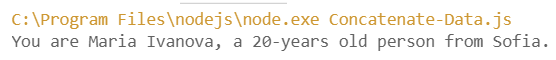 C:\Program Files\nodejs\node.exe Concatenate-Data.js
You are Maria Ivanova, a 20-years old person from Sofia.